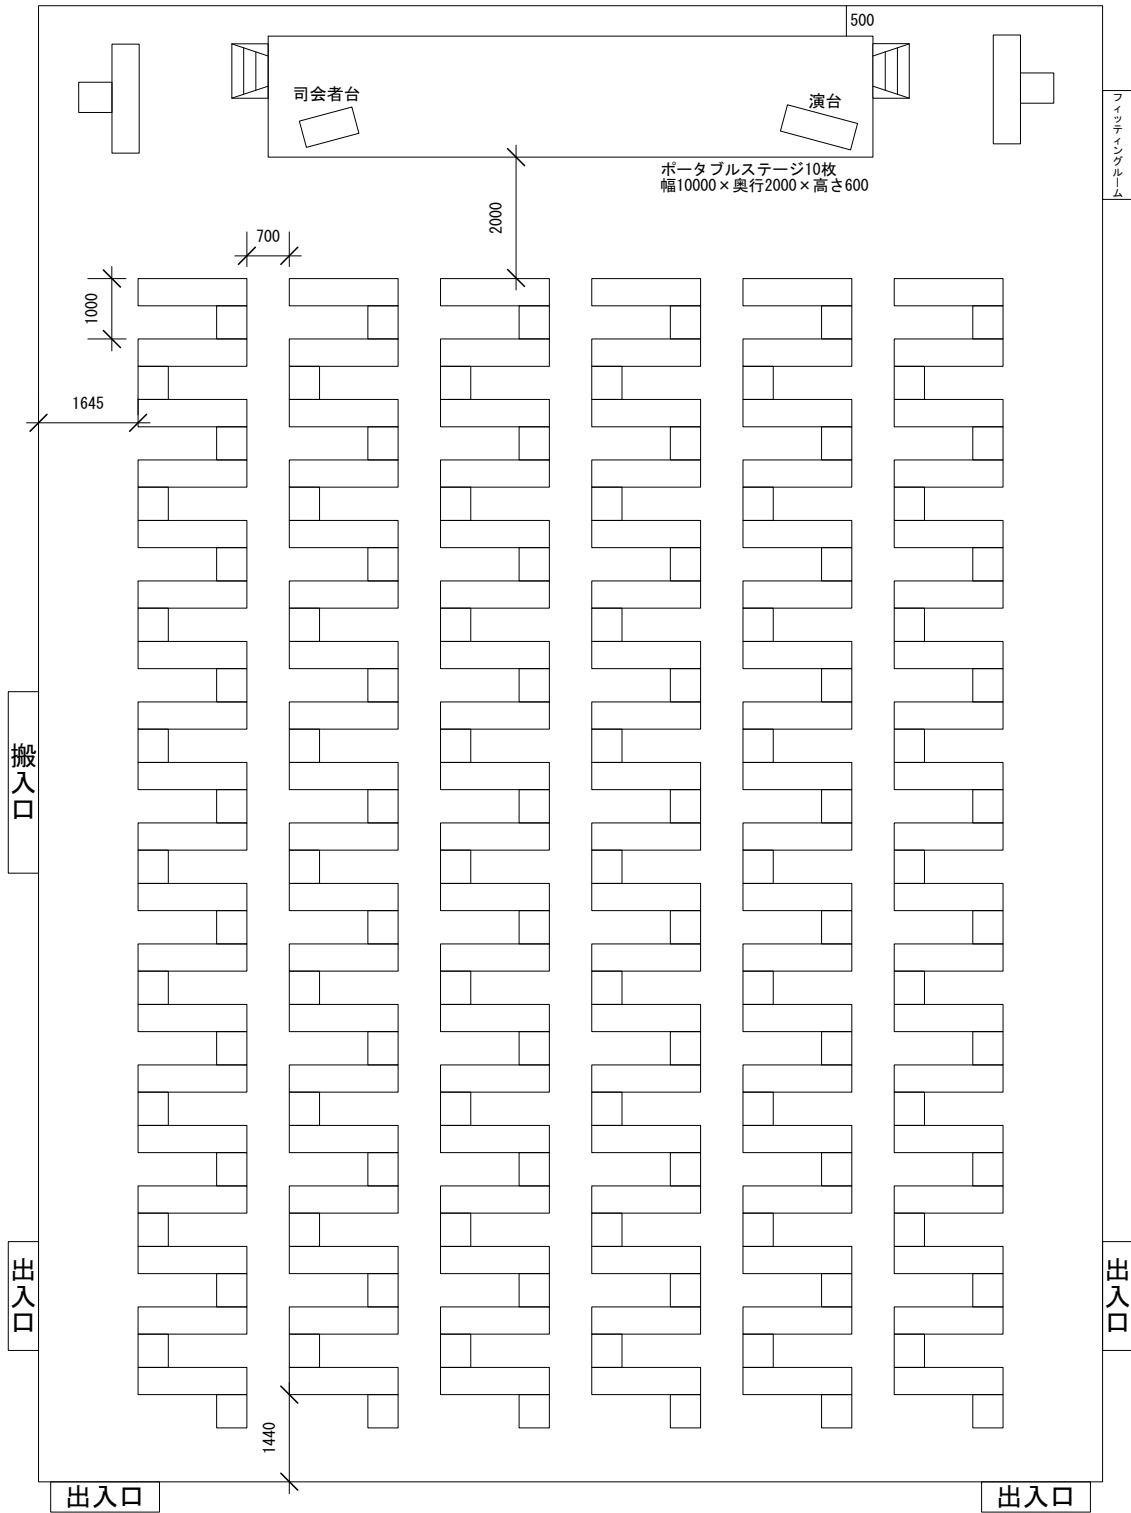 500
司会者台
演台
フィッティングルーム
ポータブルステージ10枚
幅10000×奥行2000×高さ600
2000
700
1000
1645
搬入口
出入口
出入口
1440
出入口
出入口